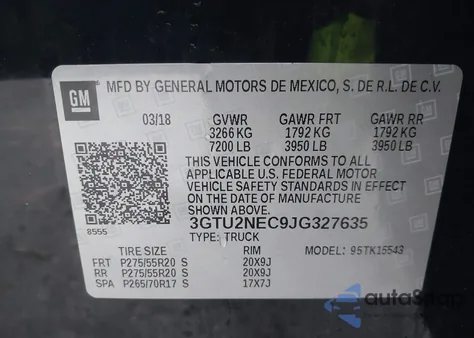 GM
MFD BY GENERAL MOTORS DE MEXICO, S. DE R.L. DE C.V.
03/18 GVWR GAWR FRT GAWR RR
3266 KG 1792 KG 1792 KG
7200 LB 3950 LB 3950 LB
THIS VEHICLE CONFORMS TO ALL
APPLICABLE U.S. FEDERAL MOTOR
VEHICLE SAFETY STANDARDS IN EFFECT
ON THE DATE OF MANUFACTURE
SHOWN ABOVE.
8555 3GTU2NEC9JG327635
TYPE: TRUCK MODEL: 95TK15543
TIRE SIZE RIM
FRT P275/55R20 S 20X9J
RR P275/55R20 S 20X9J
SPA P265/70R17 S 17X7J
autoSnap